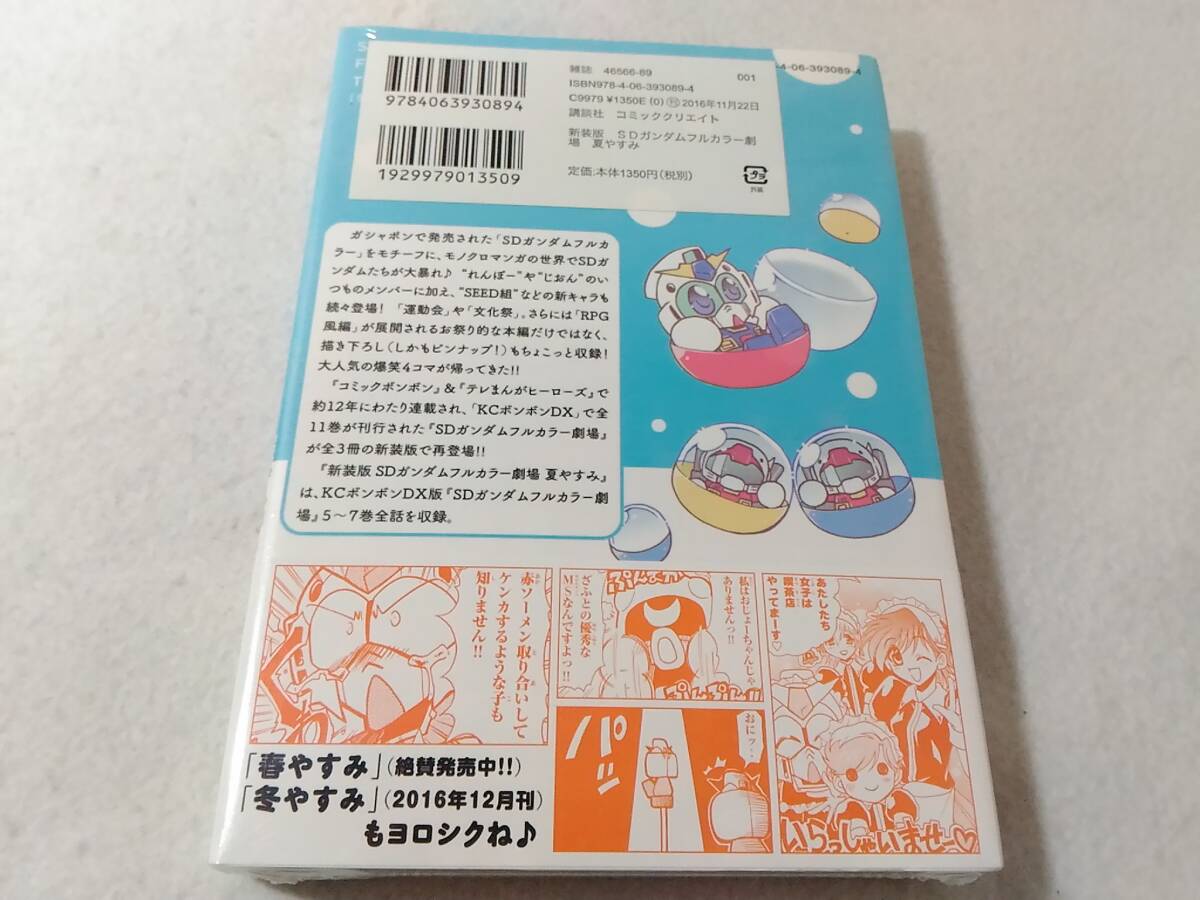 9784063930894
1929979013509
雑誌 46566-89
001
ISBN978-4-06-393089-4
C9979 ¥1350E (0) ㊖2016年11月22日
講談社 コミッククリエイト
新装版 SDガンダムフルカラー劇
場 夏やすみ
定価:本体1350円(税別)
-4-06-393089-4
ガシャポンで発売された「SDガンダムフルカ
ラー」をモチーフに、モノクロマンガの世界でSDガ
ンダムたちが大暴れ♪ “れんぽー”や“じおん”のい
つものメンバーに加え、“SEED組”などの新キャラも
続々登場! 「運動会」や「文化祭」。さらには「RPG
風編」が展開されるお祭り的な本編だけではなく、
描き下ろし(しかもピンナップ!)もちょこっと収録!
大人気の爆笑4コマが帰ってきた!!
『コミックボンボン』&『テレまんがヒーローズ』で
約12年にわたり連載され、「KCボンボンDX」で全
11巻が刊行された『SDガンダムフルカラー劇場』
が全3冊の新装版で再登場!!
『新装版 SDガンダムフルカラー劇場 夏やすみ』
は、KCボンボンDX版『SDガンダムフルカラー劇
場』5〜7巻全話を収録。
赤ソーメン取り合いして
ケンカするような子も
知りません!!
私はおじょーちゃんじゃ
ありませんっ!!
ざふとの優秀な
MSなんですよっ!!
ぷんぷん!!
おにッ‥
パ
あたしたち
女子は
喫茶店
やってまーす♡
いらっしゃいませー♡
「春やすみ」(絶賛発売中!!)
「冬やすみ」(2016年12月刊)
もヨロシクね♪